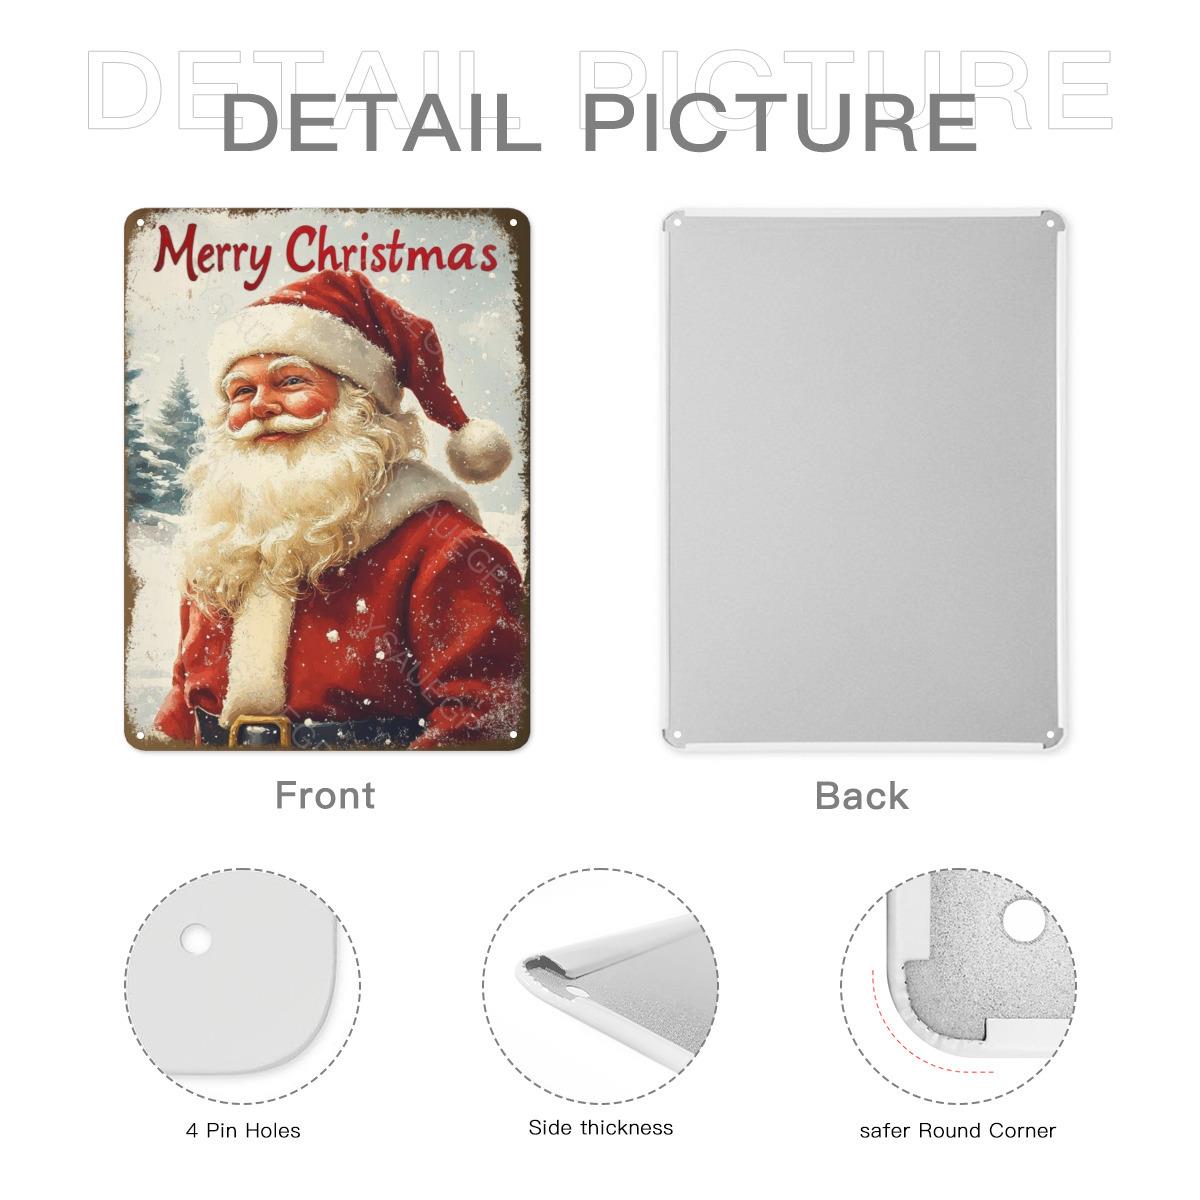 DETAIL PICTURE
DETAIL PICTURE
Merry Christmas
Front
Back
4 Pin Holes
Side thickness
safer Round Corner